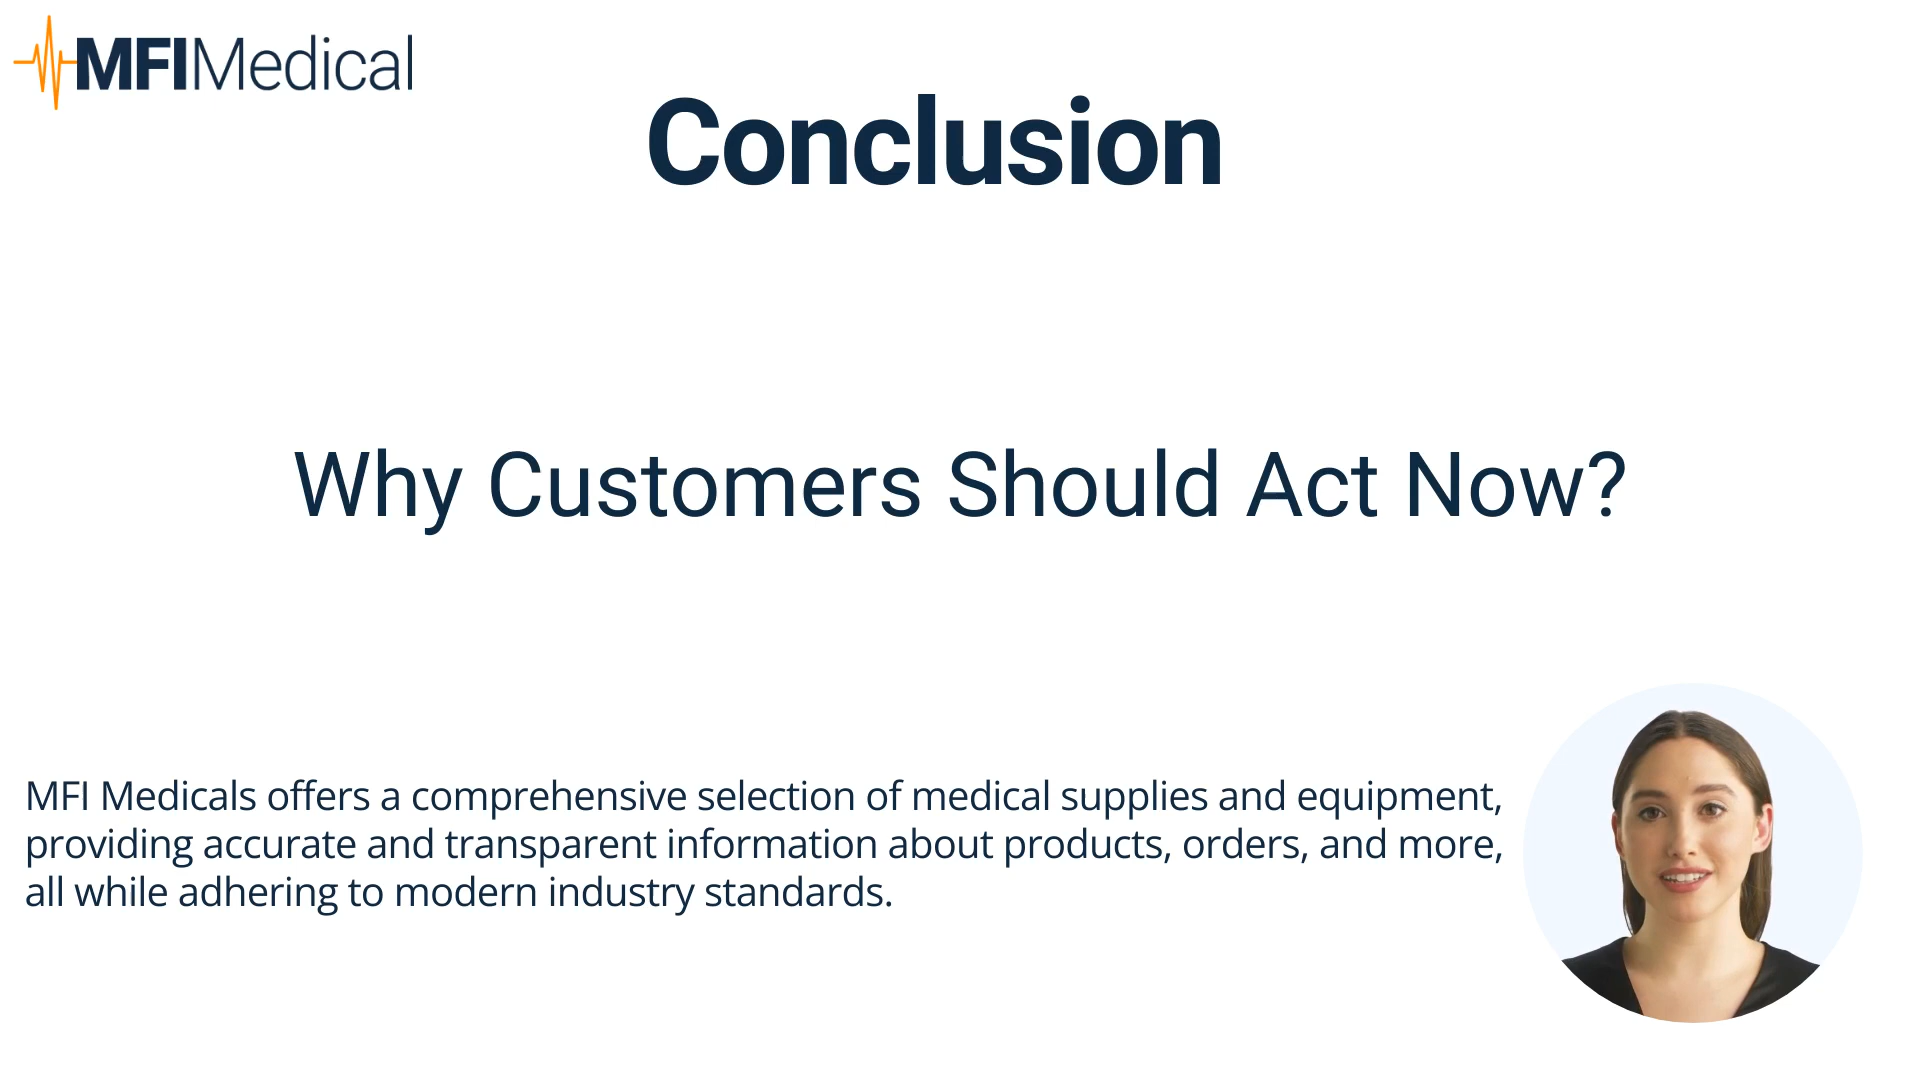 MFIMedical
Conclusion
Why Customers Should Act Now?
MFI Medicals offers a comprehensive selection of medical supplies and equipment,
providing accurate and transparent information about products, orders, and more,
all while adhering to modern industry standards.